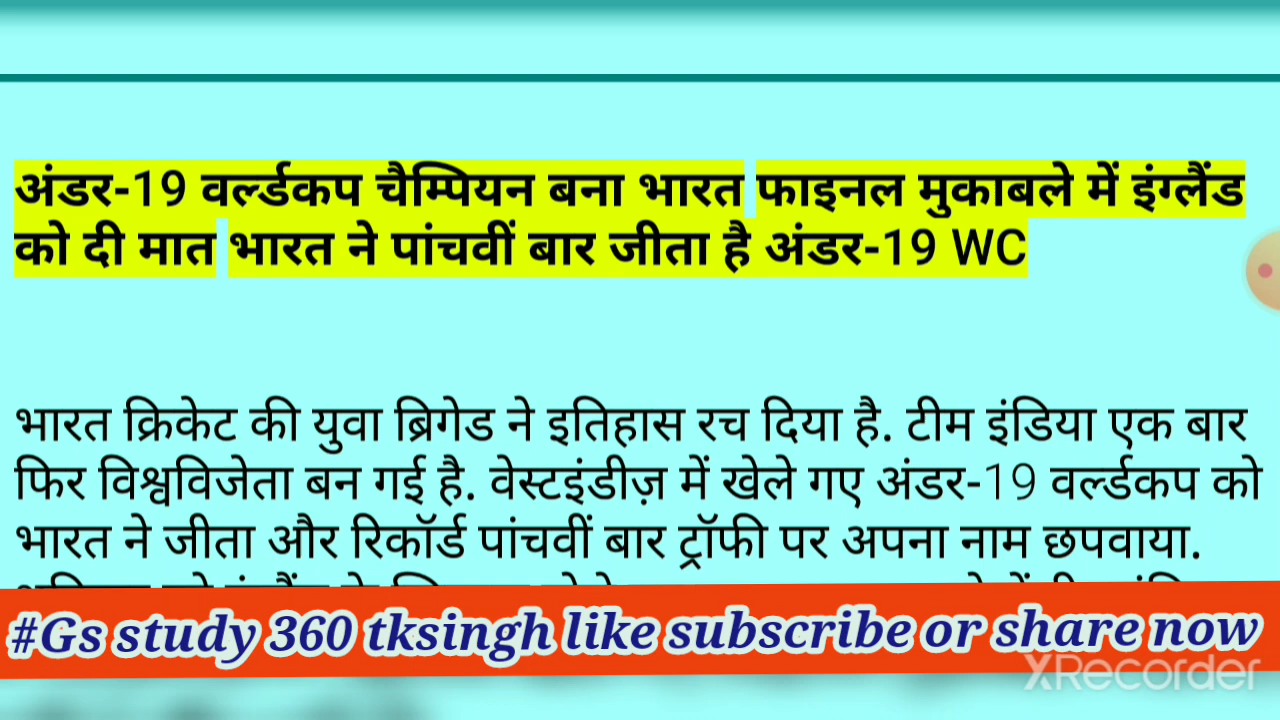 अंडर-19 वर्ल्डकप चैम्पियन बना भारत फाइनल मुकाबले में इंग्लैंड
को दी मात भारत ने पांचवीं बार जीता है अंडर-19 WC
भारत क्रिकेट की युवा ब्रिगेड ने इतिहास रच दिया है. टीम इंडिया एक बार
फिर विश्वविजेता बन गई है. वेस्टइंडीज़ में खेले गए अंडर-19 वर्ल्डकप को
भारत ने जीता और रिकॉर्ड पांचवीं बार ट्रॉफी पर अपना नाम छपवाया.
#Gs study 360 tksingh like subscribe or share now
XRecorder